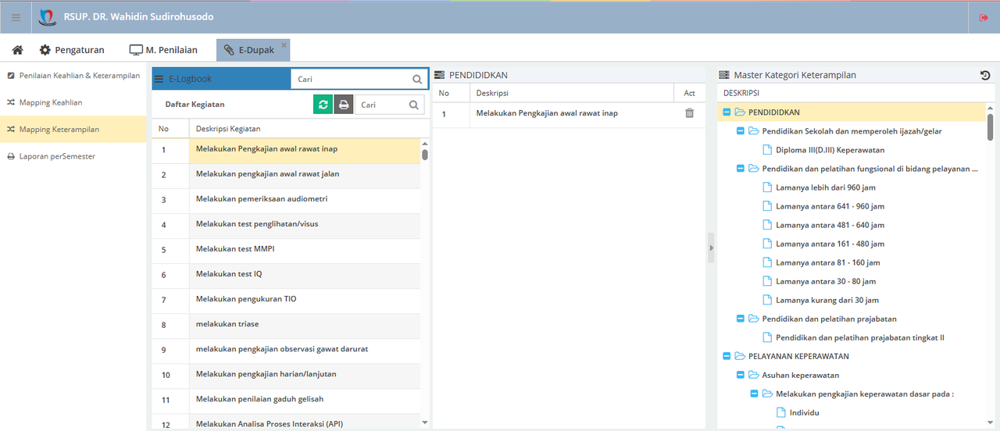 RSUP. DR. Wahidin Sudirohusodo
Pengaturan
M. Penilaian
E-Dupak
Penilaian Keahlian & Keterampilan
Mapping Keahlian
Mapping Keterampilan
Laporan perSemester
E-Logbook
Cari
Daftar Kegiatan
Cari
No Deskripsi Kegiatan
1 Melakukan Pengkajian awal rawat inap
2 Melakukan pengkajian awal rawat jalan
3 Melakukan pemeriksaan audiometri
4 Melakukan test penglihatan/visus
5 Melakukan test MMPI
6 Melakukan test IQ
7 Melakukan pengukuran TIO
8 melakukan triase
9 melakukan pengkajian observasi gawat darurat
10 Melakukan pengkajian harian/lanjutan
11 Melakukan penilaian gaduh gelisah
12 Melakukan Analisa Proses Interaksi (API)
PENDIDIDKAN
No Deskripsi Act
1 Melakukan Pengkajian awal rawat inap
Master Kategori Keterampilan
DESKRIPSI
PENDIDIDKAN
Pendidikan Sekolah dan memperoleh ijazah/gelar
Diploma III(D.III) Keperawatan
Pendidikan dan pelatihan fungsional di bidang pelayanan ...
Lamanya lebih dari 960 jam
Lamanya antara 641 - 960 jam
Lamanya antara 481 - 640 jam
Lamanya antara 161 - 480 jam
Lamanya antara 81 - 160 jam
Lamanya antara 30 - 80 jam
Lamanya kurang dari 30 jam
Pendidikan dan pelatihan prajabatan
Pendidikan dan pelatihan prajabatan tingkat II
PELAYANAN KEPERAWATAN
Asuhan keperawatan
Melakukan pengkajian keperawatan dasar pada :
Individu